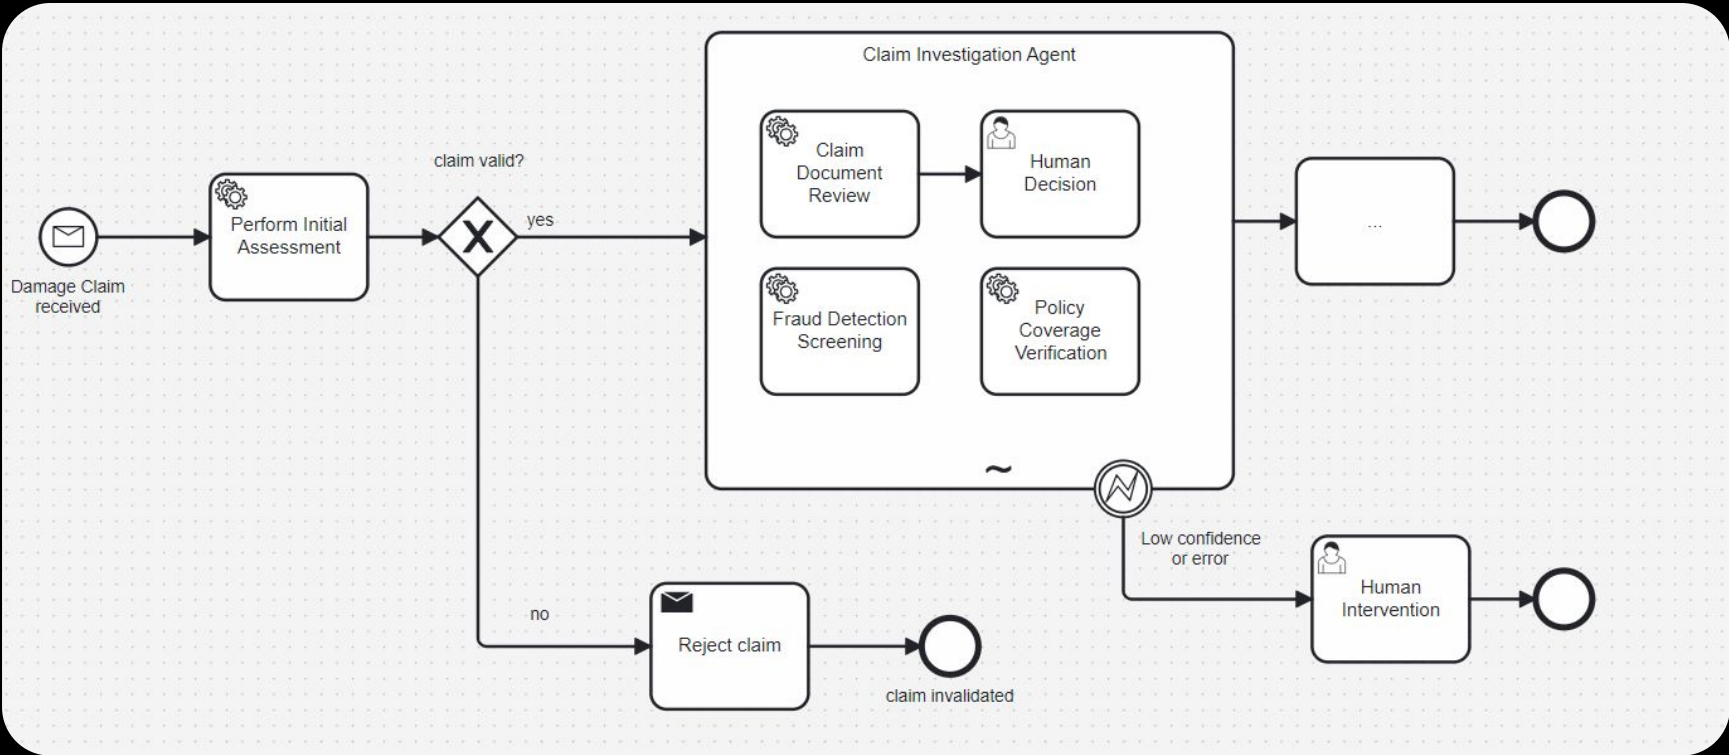 Claim Investigation Agent
Claim
Document
Review
Human
Decision
claim valid?
Perform Initial
Assessment
yes
...
Damage Claim
received
Fraud Detection
Screening
Policy
Coverage
Verification
Low confidence
or error
Human
Intervention
no
Reject claim
claim invalidated